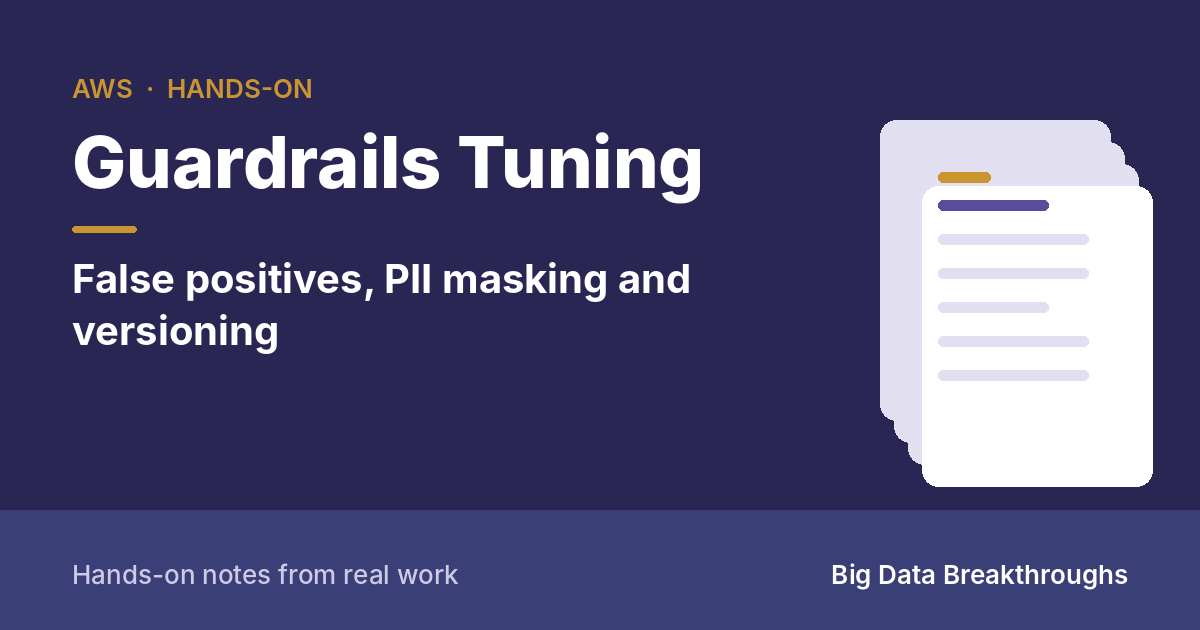 AWS · HANDS-ON
Guardrails Tuning
False positives, PII masking and
versioning
Hands-on notes from real work
Big Data Breakthroughs